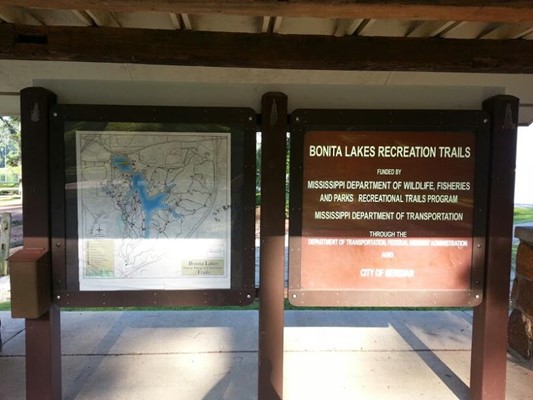 Bonita Lakes
Trails
BONITA LAKES RECREATION TRAILS
FUNDED BY
MISSISSIPPI DEPARTMENT OF WILDLIFE, FISHERIES
AND PARKS RECREATIONAL TRAILS PROGRAM
MISSISSIPPI DEPARTMENT OF TRANSPORTATION
THROUGH THE
DEPARTMENT OF TRANSPORTATION, FEDERAL HIGHWAY ADMINISTRATION
AND
CITY OF MERIDIAN